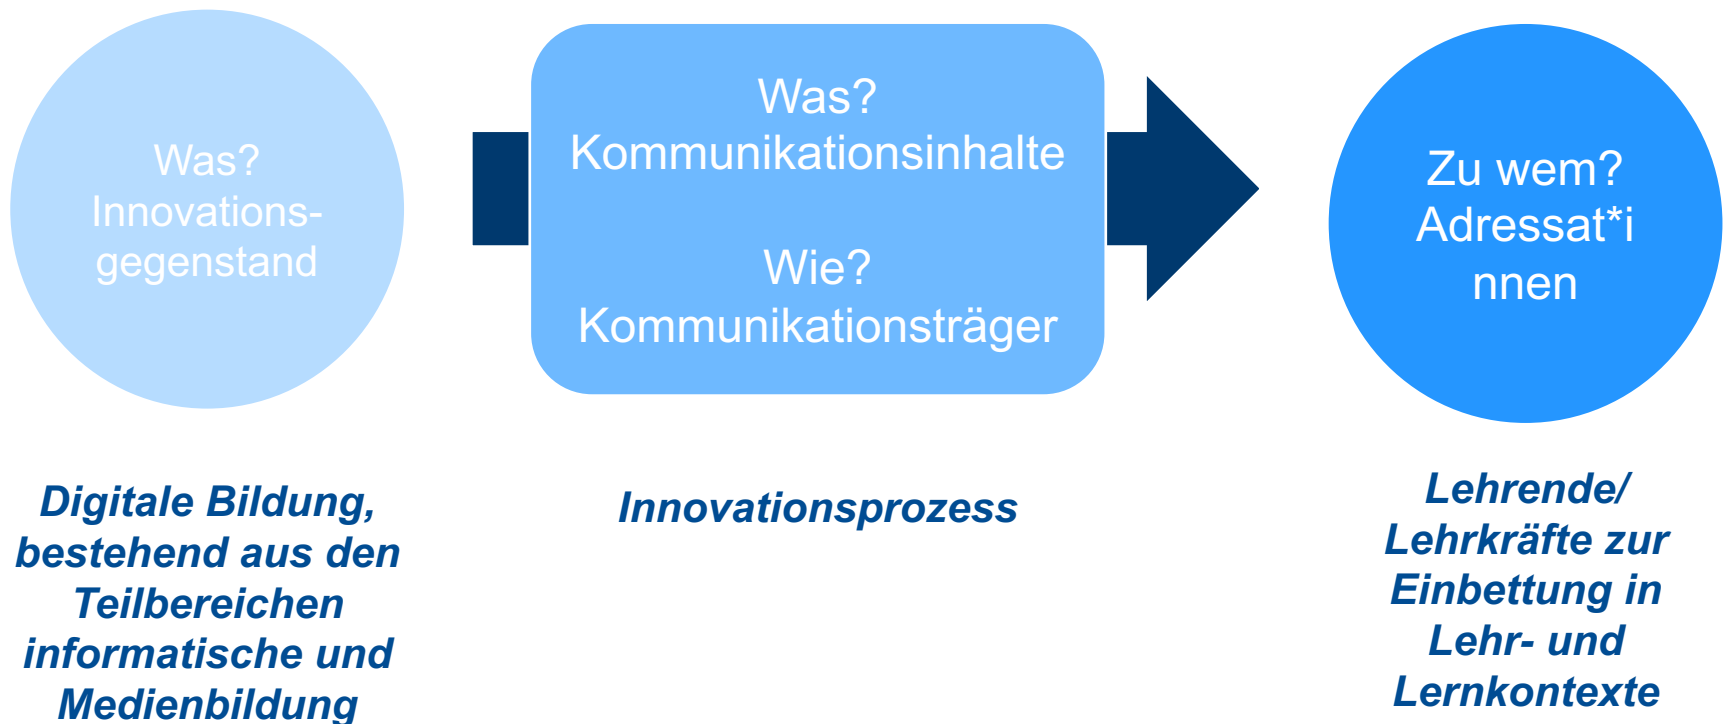 Was?
Innovations-
gegenstand
Was?
Kommunikationsinhalte
Wie?
Kommunikationsträger
Zu wem?
Adressat*i
nnen
Digitale Bildung,
bestehend aus den
Teilbereichen
informatische und
Medienbildung
Innovationsprozess
Lehrende/
Lehrkräfte zur
Einbettung in
Lehr- und
Lernkontexte